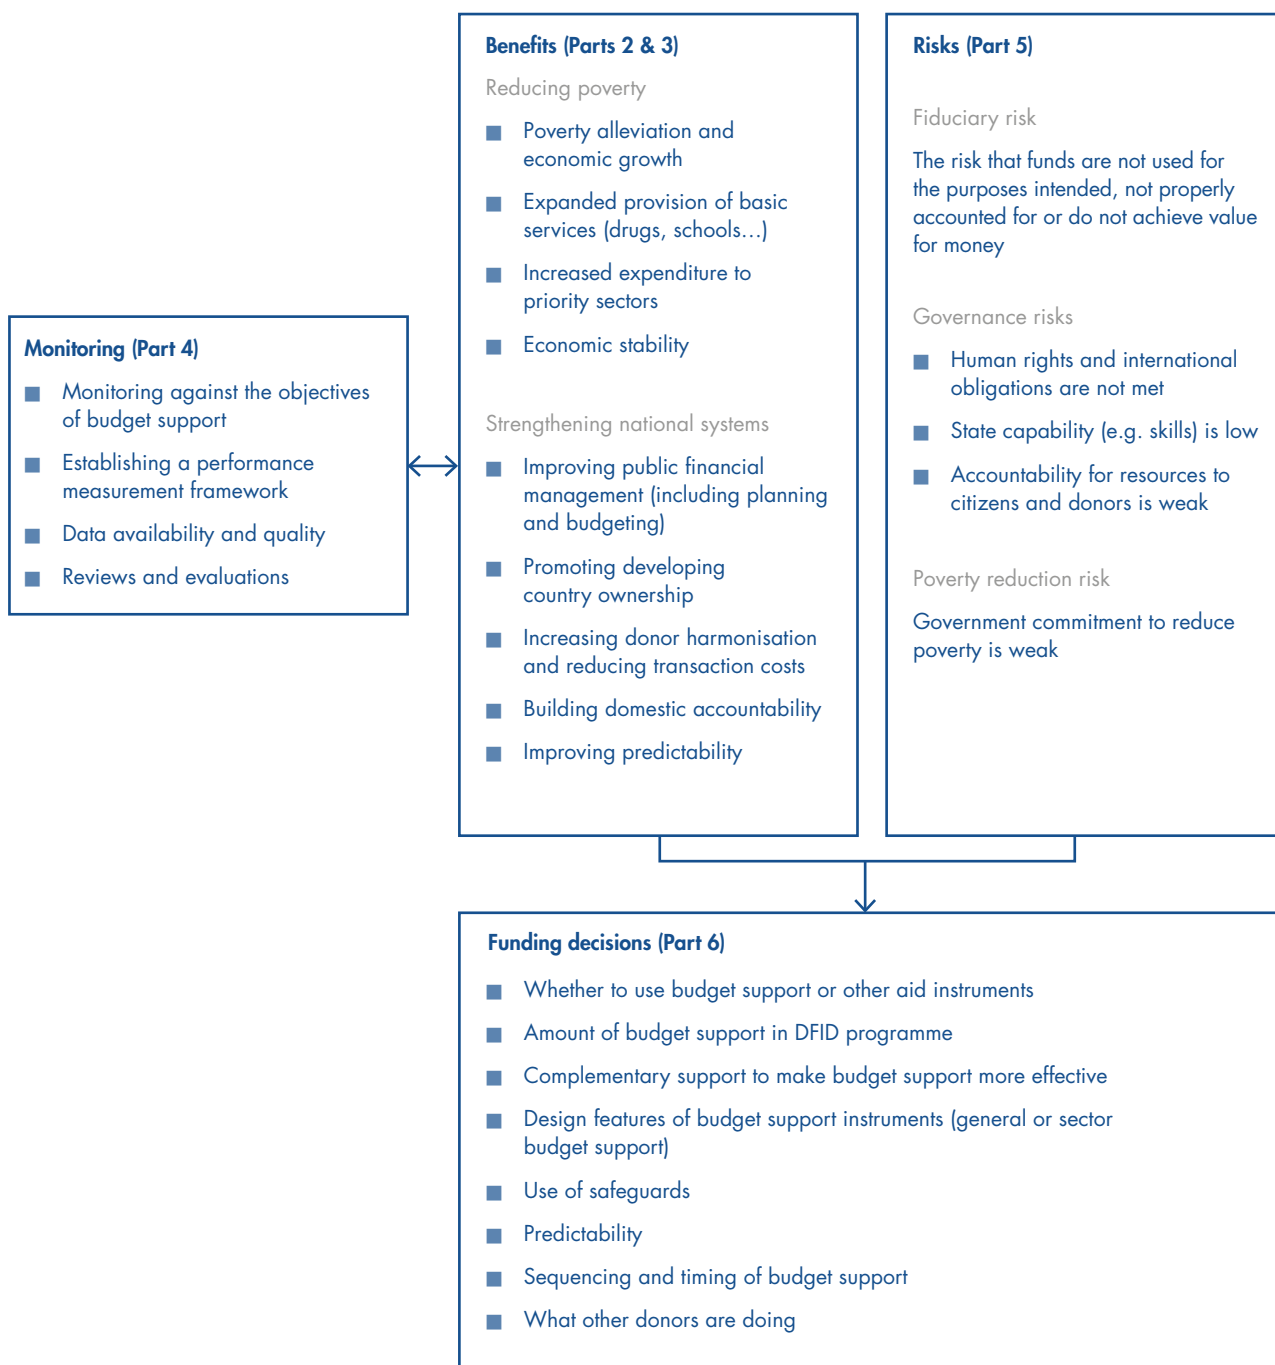 Benefits (Parts 2 & 3)
Reducing poverty
■ Poverty alleviation and
economic growth
■ Expanded provision of basic
services (drugs, schools…)
■ Increased expenditure to
priority sectors
■ Economic stability
Strengthening national systems
■ Improving public financial
management (including planning
and budgeting)
■ Promoting developing
country ownership
■ Increasing donor harmonisation
and reducing transaction costs
■ Building domestic accountability
■ Improving predictability
Risks (Part 5)
Fiduciary risk
The risk that funds are not used for
the purposes intended, not properly
accounted for or do not achieve value
for money
Governance risks
■ Human rights and international
obligations are not met
■ State capability (e.g. skills) is low
■ Accountability for resources to
citizens and donors is weak
Poverty reduction risk
Government commitment to reduce
poverty is weak
Monitoring (Part 4)
■ Monitoring against the objectives
of budget support
■ Establishing a performance
measurement framework
■ Data availability and quality
■ Reviews and evaluations
Funding decisions (Part 6)
■ Whether to use budget support or other aid instruments
■ Amount of budget support in DFID programme
■ Complementary support to make budget support more effective
■ Design features of budget support instruments (general or sector
budget support)
■ Use of safeguards
■ Predictability
■ Sequencing and timing of budget support
■ What other donors are doing